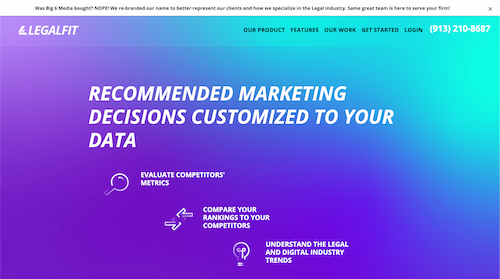 Was Big 6 Media bought? NOPE! We re-branded our name to better represent our clients and how we specialize in the Legal industry. Same great team is here to serve your firm!
×
LEGALFIT
OUR PRODUCT FEATURES OUR WORK GET STARTED LOGIN (913) 210-8687
RECOMMENDED MARKETING
DECISIONS CUSTOMIZED TO YOUR
DATA
EVALUATE COMPETITORS'
METRICS
COMPARE YOUR
RANKINGS TO YOUR
COMPETITORS
UNDERSTAND THE LEGAL
AND DIGITAL INDUSTRY
TRENDS